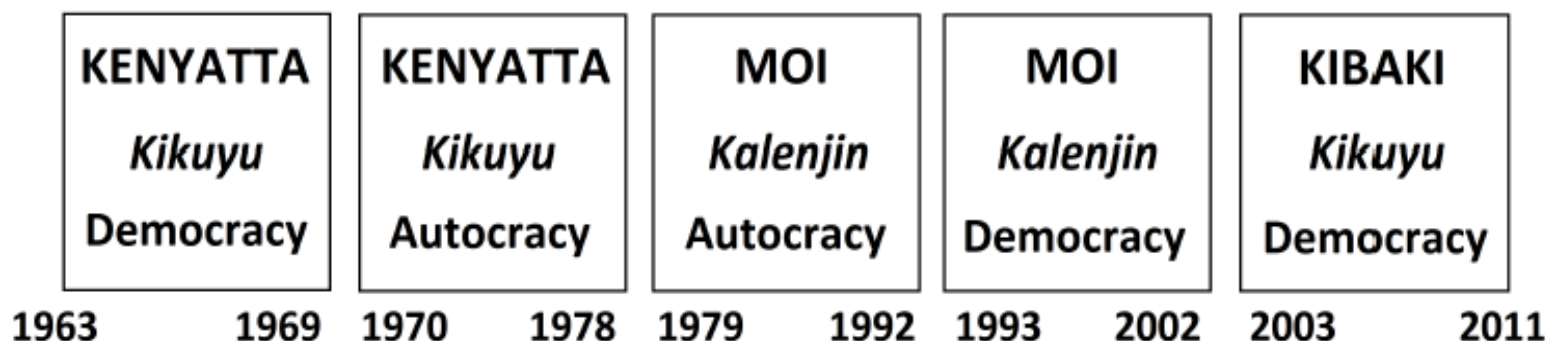 KENYATTA KENYATTA MOI MOI KIBAKI
Kikuyu Kikuyu Kalenjin Kalenjin Kikuyu
Democracy Autocracy Autocracy Democracy Democracy
1963 1969 1970 1978 1979 1992 1993 2002 2003 2011